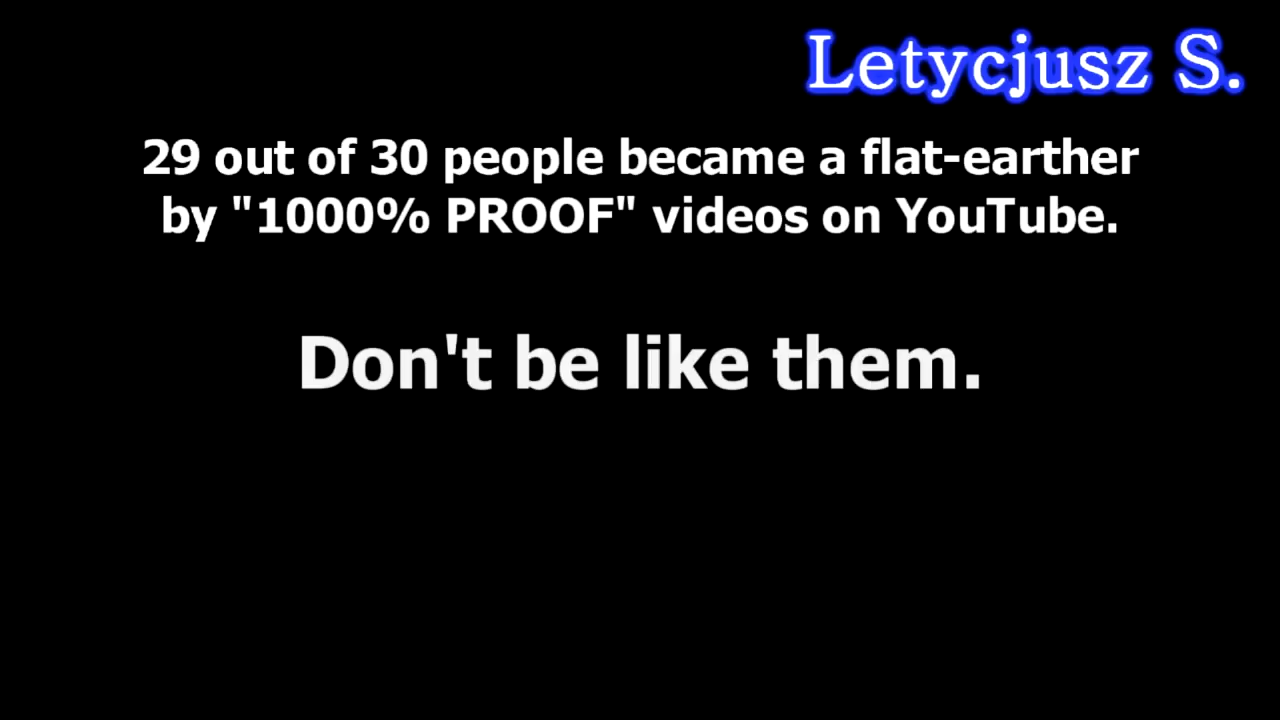 Letycjusz S.
29 out of 30 people became a flat-earther
by "1000% PROOF" videos on YouTube.
Don't be like them.